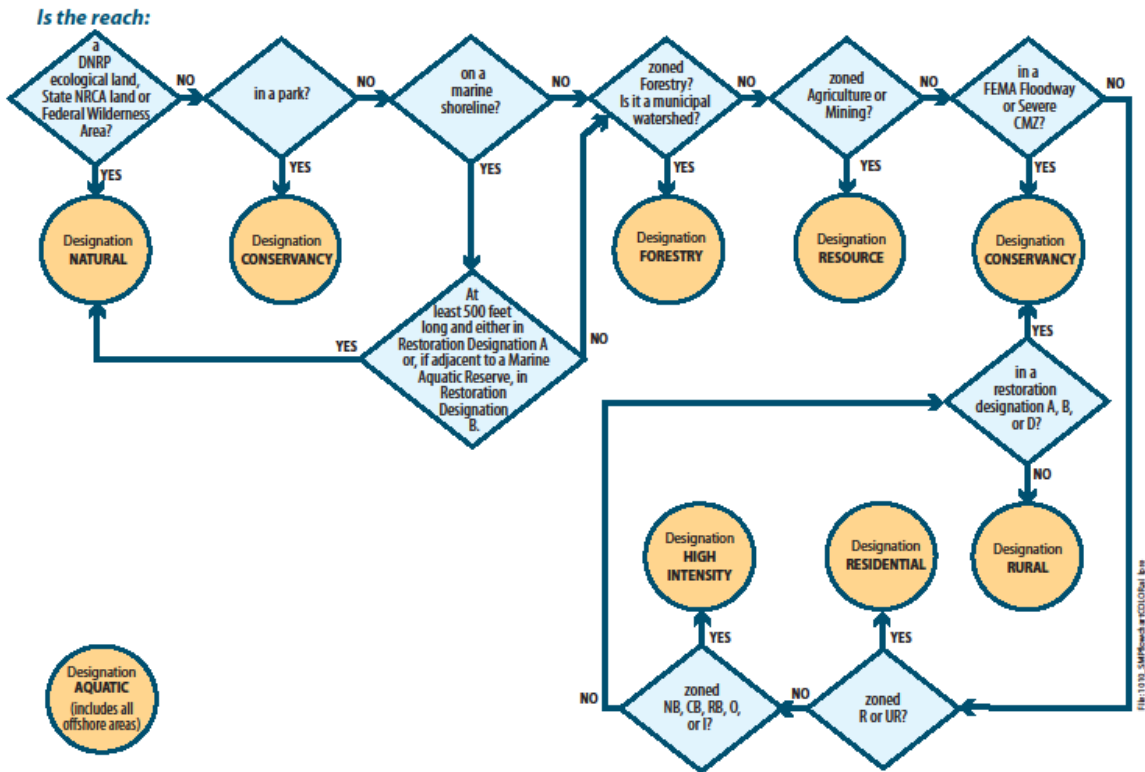 Is the reach:
a
DNRP
ecological land,
State NRCA land or
Federal Wilderness
Area?
NO
YES
in a park?
NO
YES
on a
marine
shoreline?
NO
YES
zoned
Forestry?
Is it a municipal
watershed?
NO
YES
zoned
Agriculture or
Mining?
NO
YES
in a
FEMA Floodway
or Severe
CMZ?
NO
YES
Designation
NATURAL
Designation
CONSERVANCY
Designation
FORESTRY
Designation
RESOURCE
Designation
CONSERVANCY
At
least 500 feet
long and either in
Restoration Designation A
or, if adjacent to a Marine
Aquatic Reserve, in
Restoration
Designation
B.
YES
NO
YES
in a
restoration
designation A, B,
or D?
NO
Designation
HIGH
INTENSITY
Designation
RESIDENTIAL
Designation
RURAL
YES
YES
Designation
AQUATIC
(includes all
offshore areas)
NO
zoned
NB, CB, RB, O,
or I?
NO
zoned
R or UR?